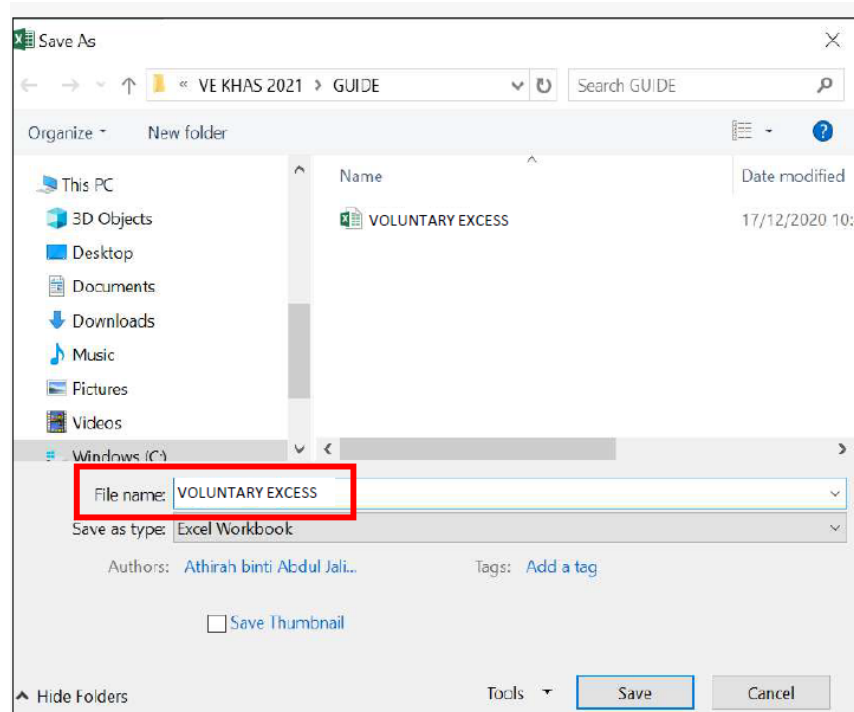 Save As
« VE KHAS 2021 > GUIDE
Search GUIDE
Organize
New folder
?
Name
Date modified
This PC
VOLUNTARY EXCESS
17/12/2020 10:
3D Objects
Desktop
Documents
Downloads
Music
Pictures
Videos
Windows (C:)
File name: VOLUNTARY EXCESS
Save as type: Excel Workbook
Authors: Athirah binti Abdul Jali...
Tags: Add a tag
Save Thumbnail
Hide Folders
Tools
Save
Cancel